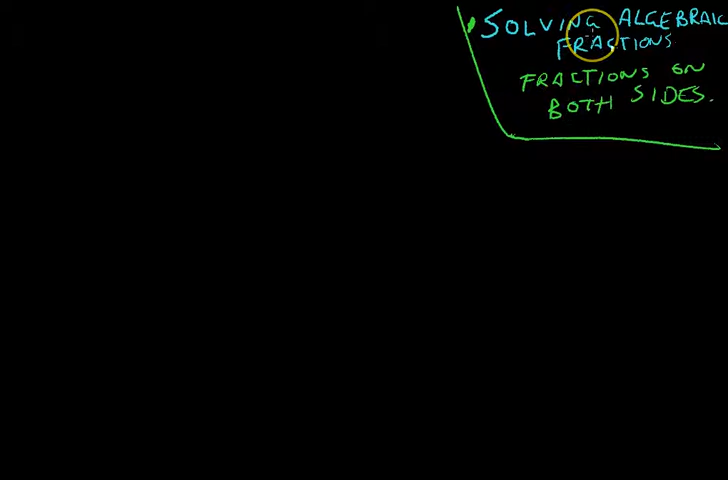 SOLVING ALGEBRAIC
FRACTIONS
FRACTIONS ON
BOTH SIDES.